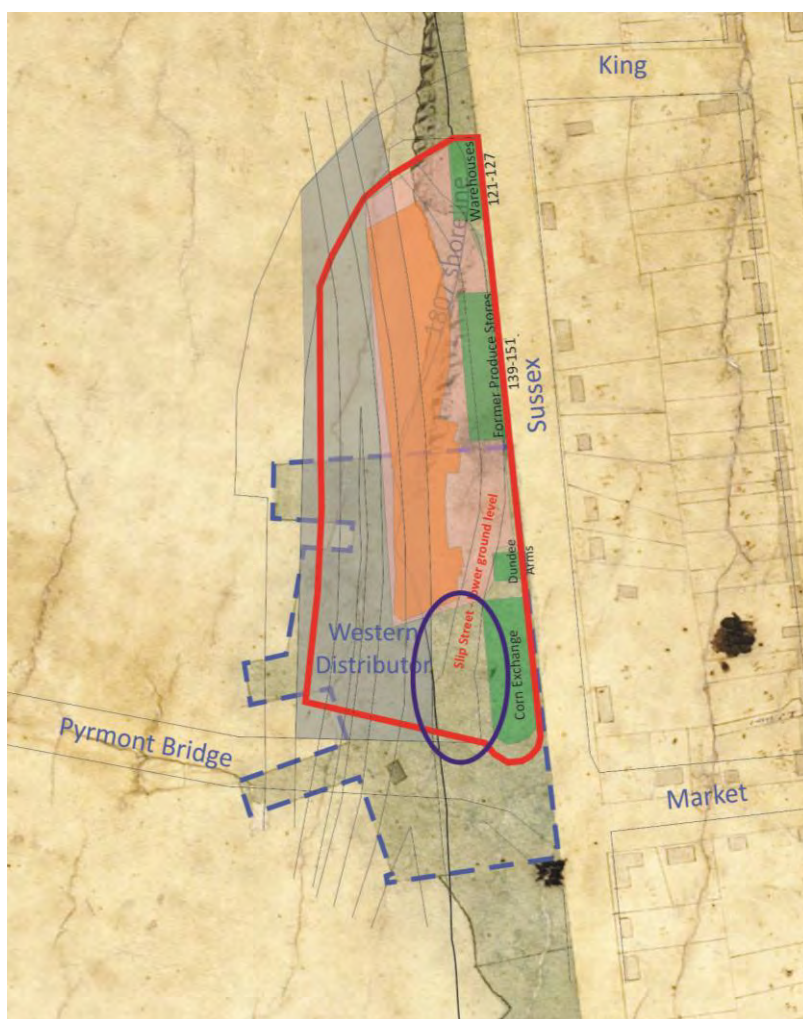 King
Warehouses
121-127
1807 shoreline
Former Produce Stores
139-151
Sussex
Slip Street - lower ground level
Dundee
Arms
Western
Distributor
Corn Exchange
Pyrmont Bridge
Market